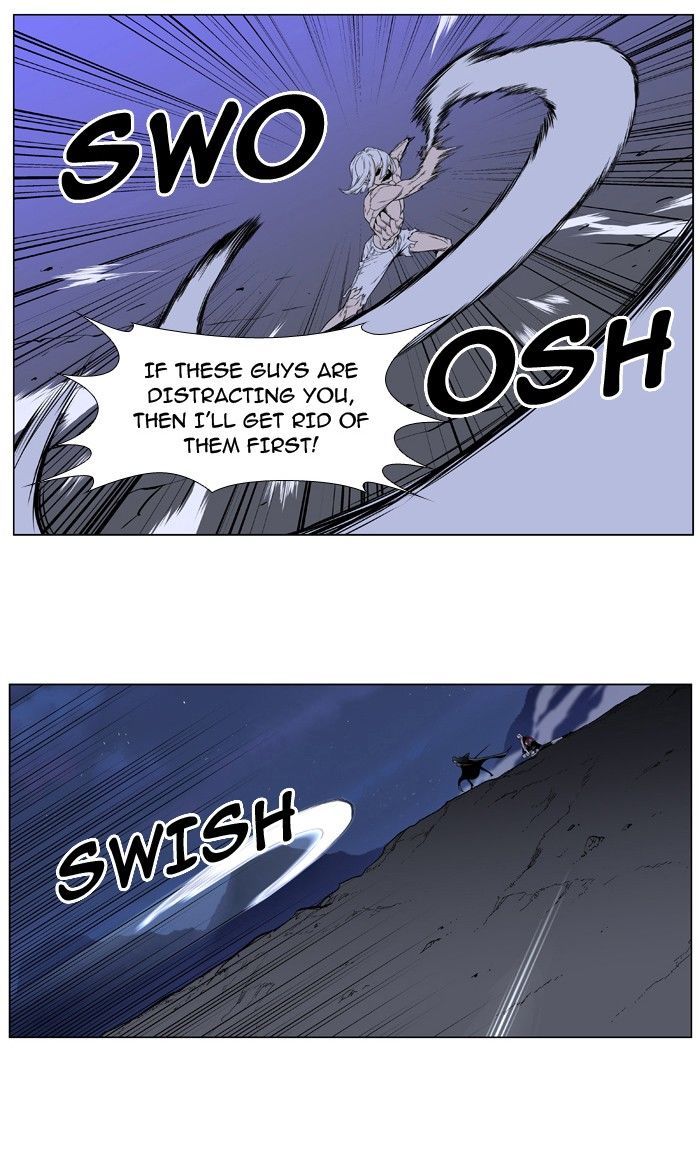 SWO
OSH
IF THESE GUYS ARE
DISTRACTING YOU,
THEN I'LL GET RID OF
THEM FIRST!
SWISH